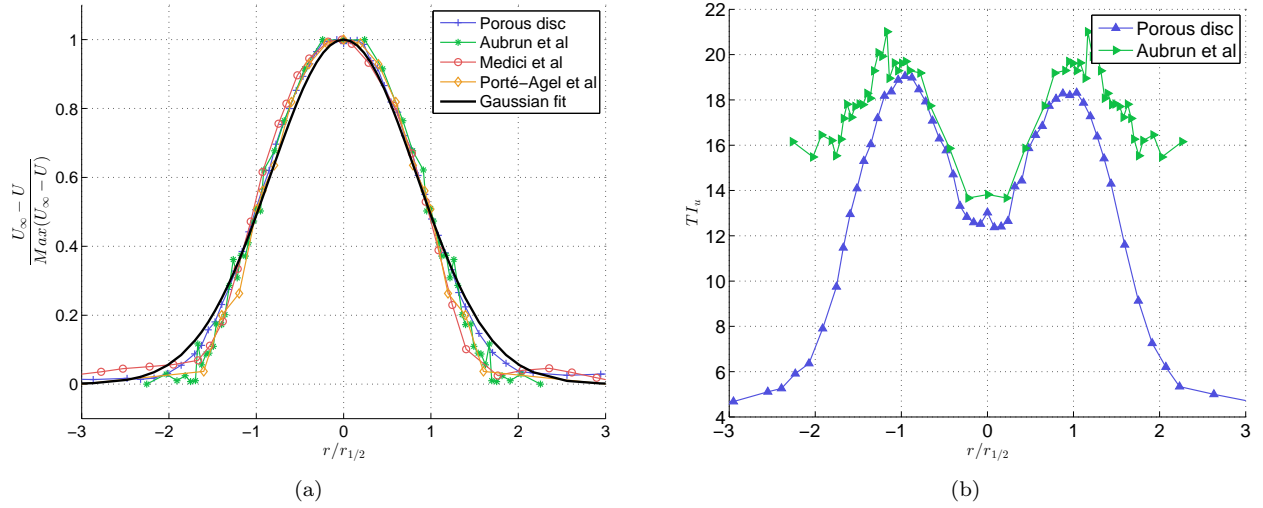 Porous disc
Aubrun et al
Medici et al
Porté−Agel et al
Gaussian fit
1
0.8
0.6
0.4
0.2
0
U∞ − U
Max(U∞ − U)
−3 −2 −1 0 1 2 3
r/r1/2
(a)
Porous disc
Aubrun et al
22
20
18
16
14
12
10
8
6
4
TIu
−3 −2 −1 0 1 2 3
r/r1/2
(b)